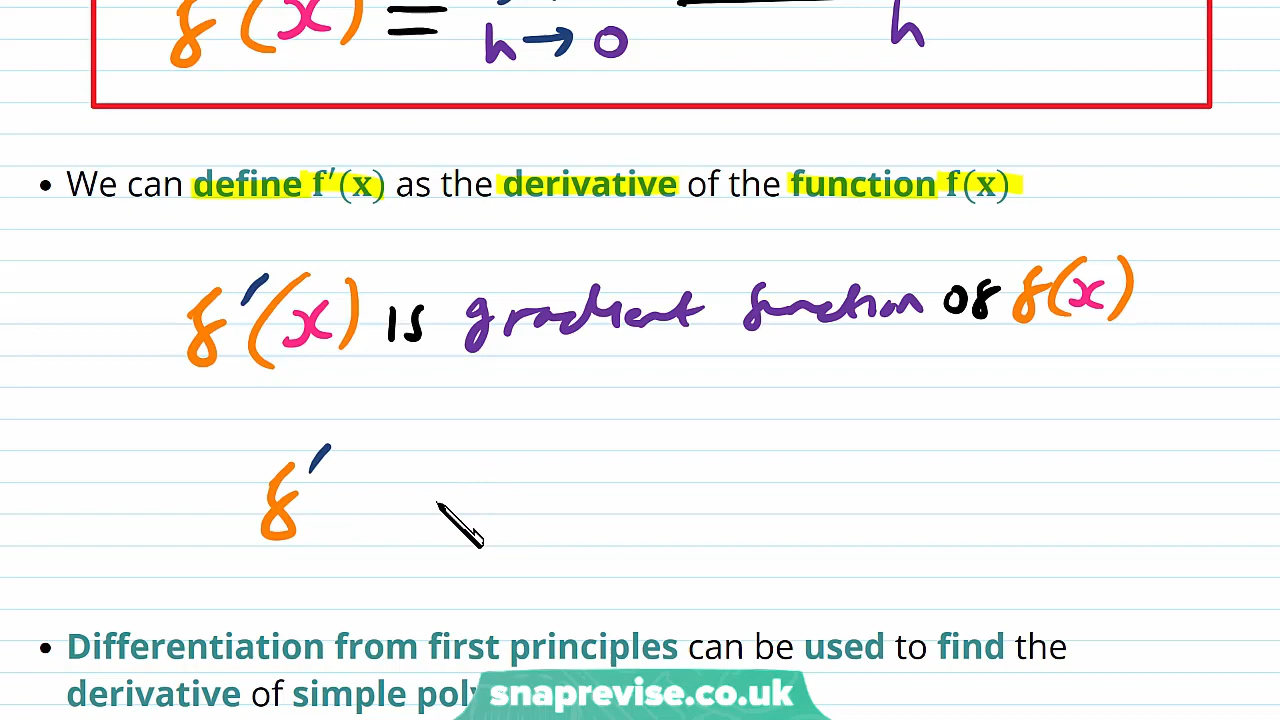 f(x) =
h → 0 h
• We can define f′(x) as the derivative of the function f(x)
f′(x) is gradient function of f(x)
f′
• Differentiation from first principles can be used to find the
derivative of simple
snaprevise.co.uk